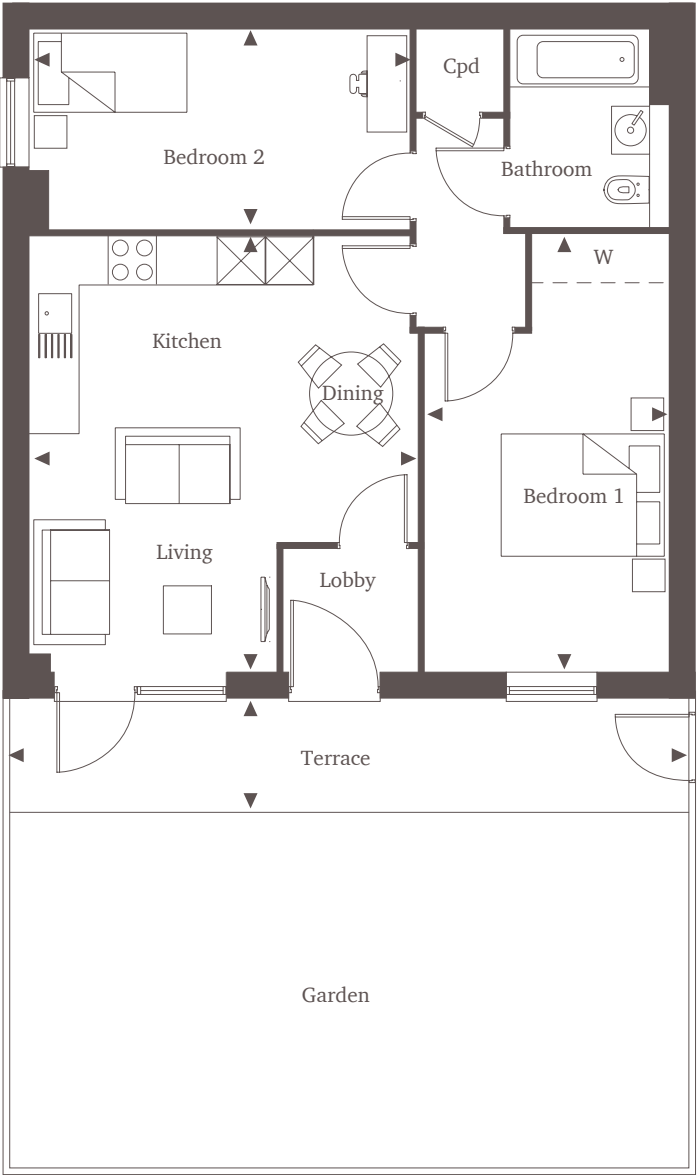 Cpd
Bedroom 2
Bathroom
W
Kitchen
Dining
Bedroom 1
Living
Lobby
Terrace
Garden